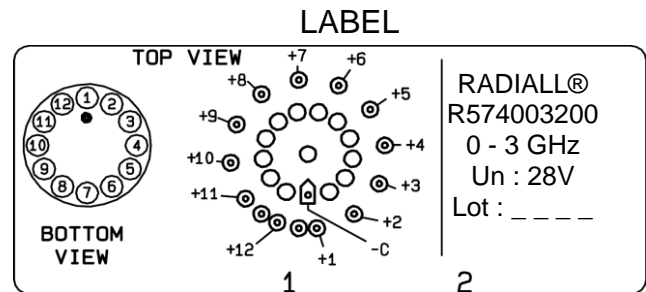 LABEL
TOP VIEW
+7
+6
+8
+5
+9
+4
+10
+3
+11
+2
+12
+1
-C
1
2
3
4
5
6
7
8
9
10
11
12
BOTTOM
VIEW
RADIALL®
R574003200
0 - 3 GHz
Un : 28V
Lot : _ _ _ _
1
2